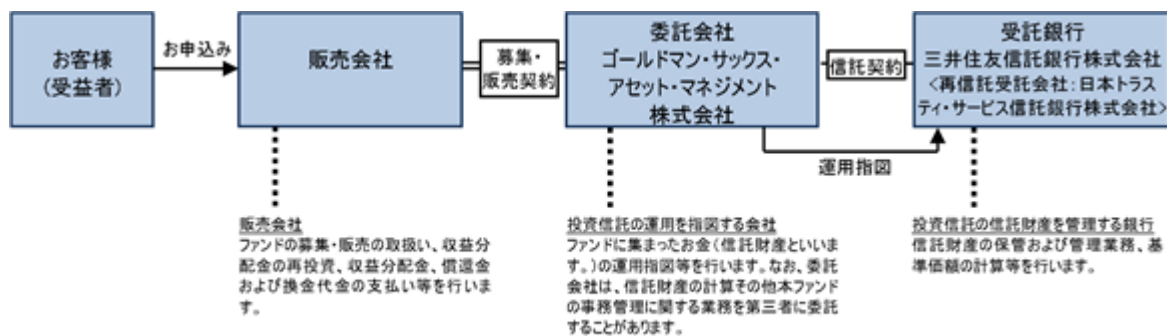 お客様
(受益者)
お申込み
販売会社
募集・
販売契約
委託会社
ゴールドマン・サックス・
アセット・マネジメント
株式会社
信託契約
受託銀行
三井住友信託銀行株式会社
<再信託受託会社:日本トラス
ティ・サービス信託銀行株式会社>
運用指図
販売会社
ファンドの募集・販売の取扱い、収益分
配金の再投資、収益分配金、償還金
および換金代金の支払い等を行いま
す。
投資信託の運用を指図する会社
ファンドに集まったお金(信託財産といいま
す。)の運用指図等を行います。なお、委託
会社は、信託財産の計算その他本ファンド
の事務管理に関する業務を第三者に委託
することがあります。
投資信託の信託財産を管理する銀行
信託財産の保管および管理業務、基
準価額の計算等を行います。